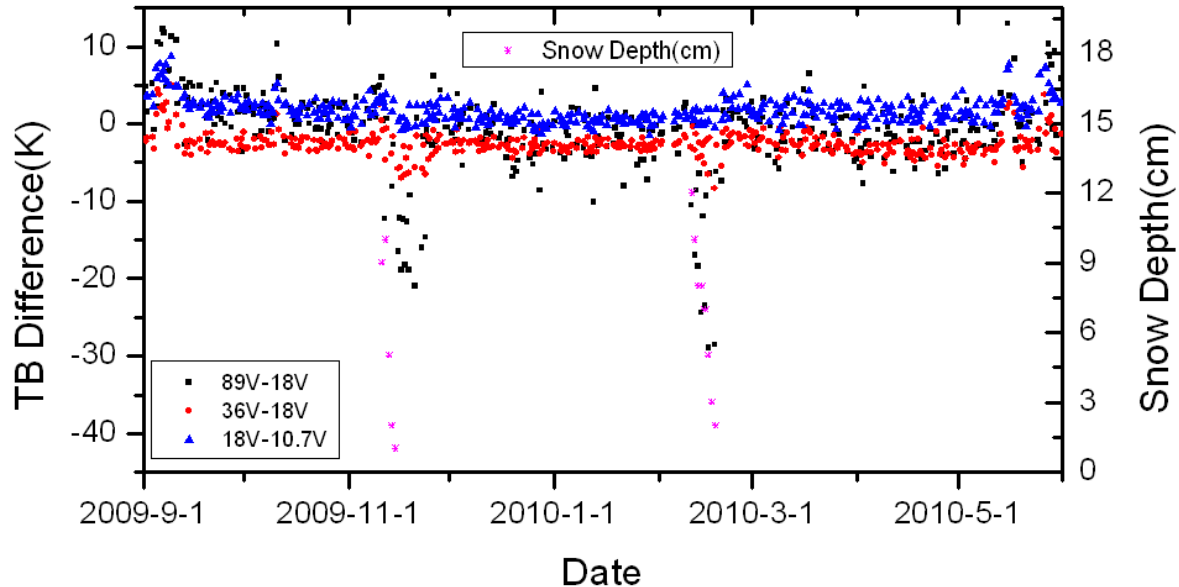 Snow Depth(cm)
10
0
-10
-20
-30
-40
TB Difference(K)
18
15
12
9
6
3
0
Snow Depth(cm)
89V-18V
36V-18V
18V-10.7V
2009-9-1 2009-11-1 2010-1-1 2010-3-1 2010-5-1
Date